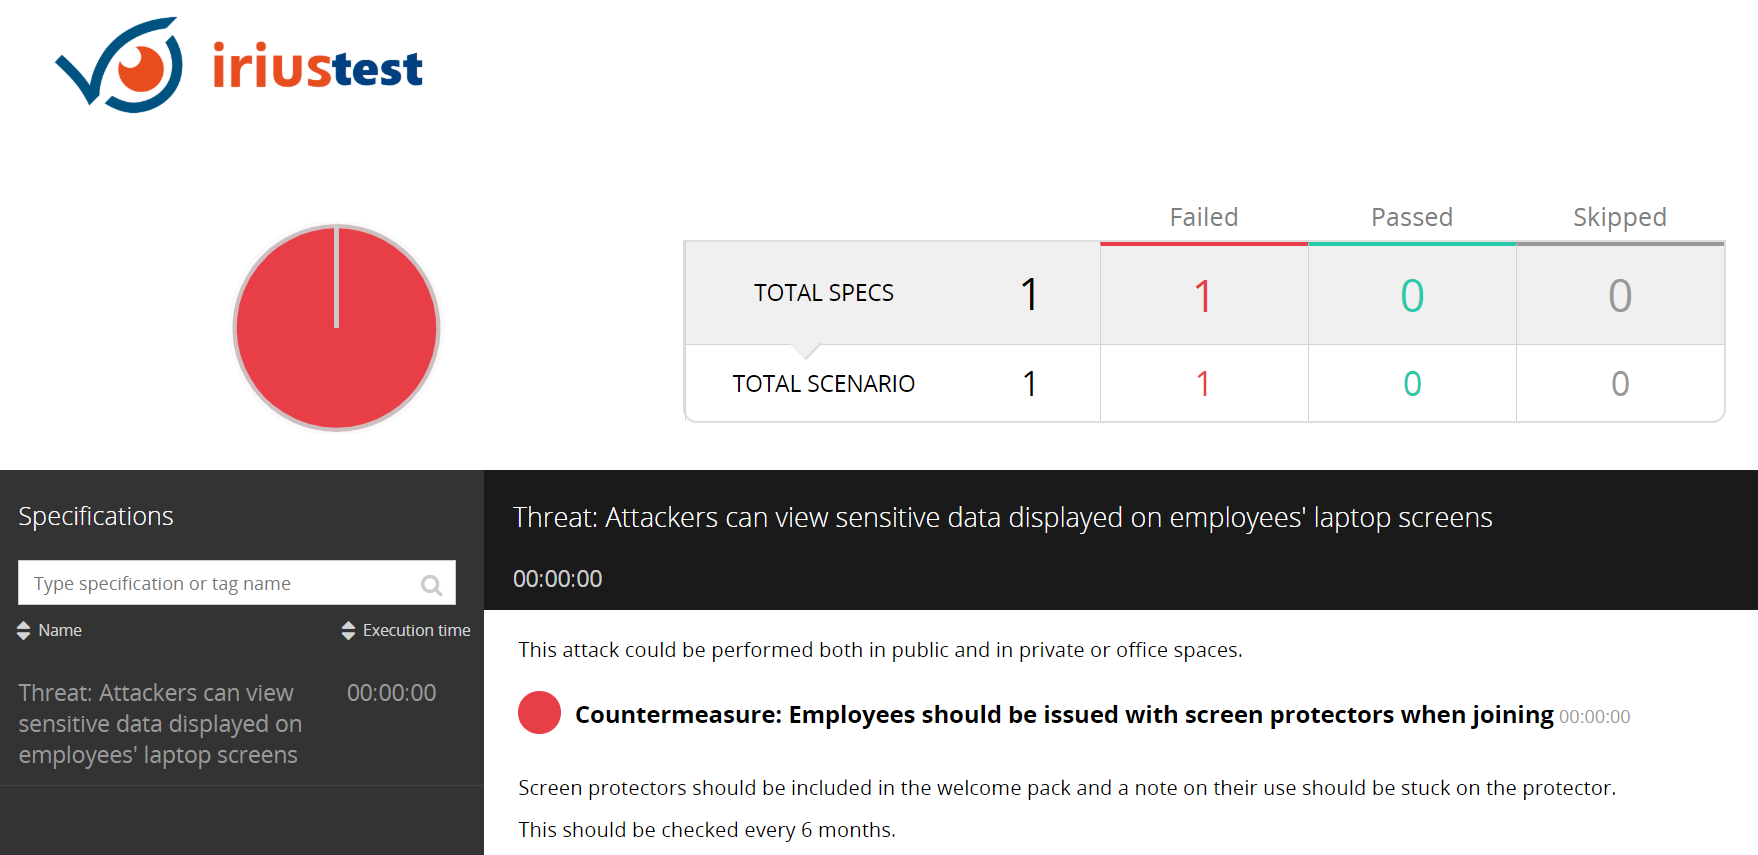 iriustest
Failed Passed Skipped
TOTAL SPECS 1 1 0 0
TOTAL SCENARIO 1 1 0 0
Specifications
Type specification or tag name
Name Execution time
Threat: Attackers can view 00:00:00
sensitive data displayed on
employees' laptop screens
Threat: Attackers can view sensitive data displayed on employees' laptop screens
00:00:00
This attack could be performed both in public and in private or office spaces.
Countermeasure: Employees should be issued with screen protectors when joining 00:00:00
Screen protectors should be included in the welcome pack and a note on their use should be stuck on the protector.
This should be checked every 6 months.